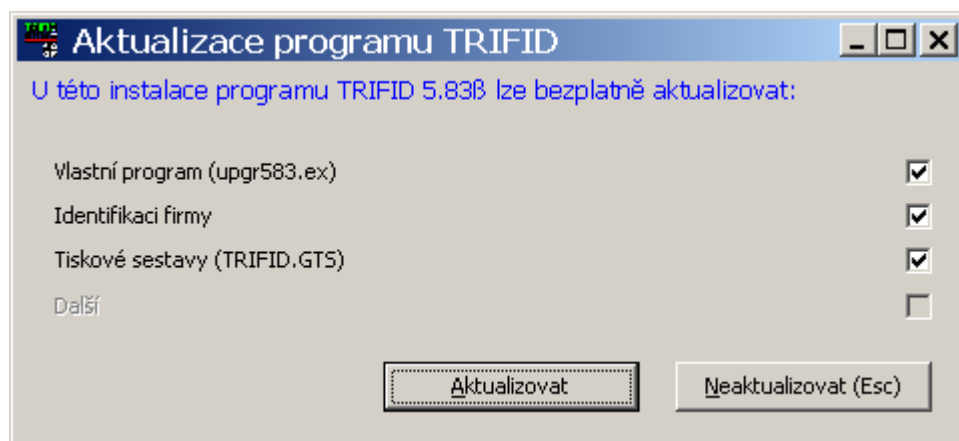 Aktualizace programu TRIFID
U této instalace programu TRIFID 5.83ß lze bezplatně aktualizovat:
Vlastní program (upgr583.ex)
Identifikaci firmy
Tiskové sestavy (TRIFID.GTS)
Další
Aktualizovat
Neaktualizovat (Esc)